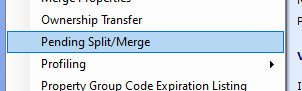 Merge Properties
Ownership Transfer
Pending Split/Merge
Profiling
Property Group Code Expiration Listing